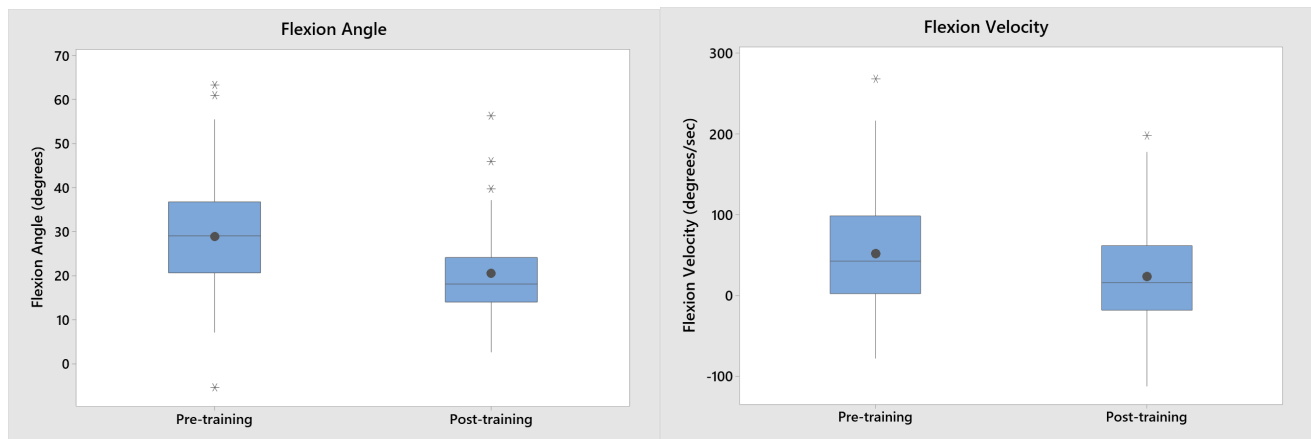 Flexion Angle
Flexion Angle (degrees)
70
60
50
40
30
20
10
0
Pre-training
Post-training
Flexion Velocity
Flexion Velocity (degrees/sec)
300
200
100
0
-100
Pre-training
Post-training